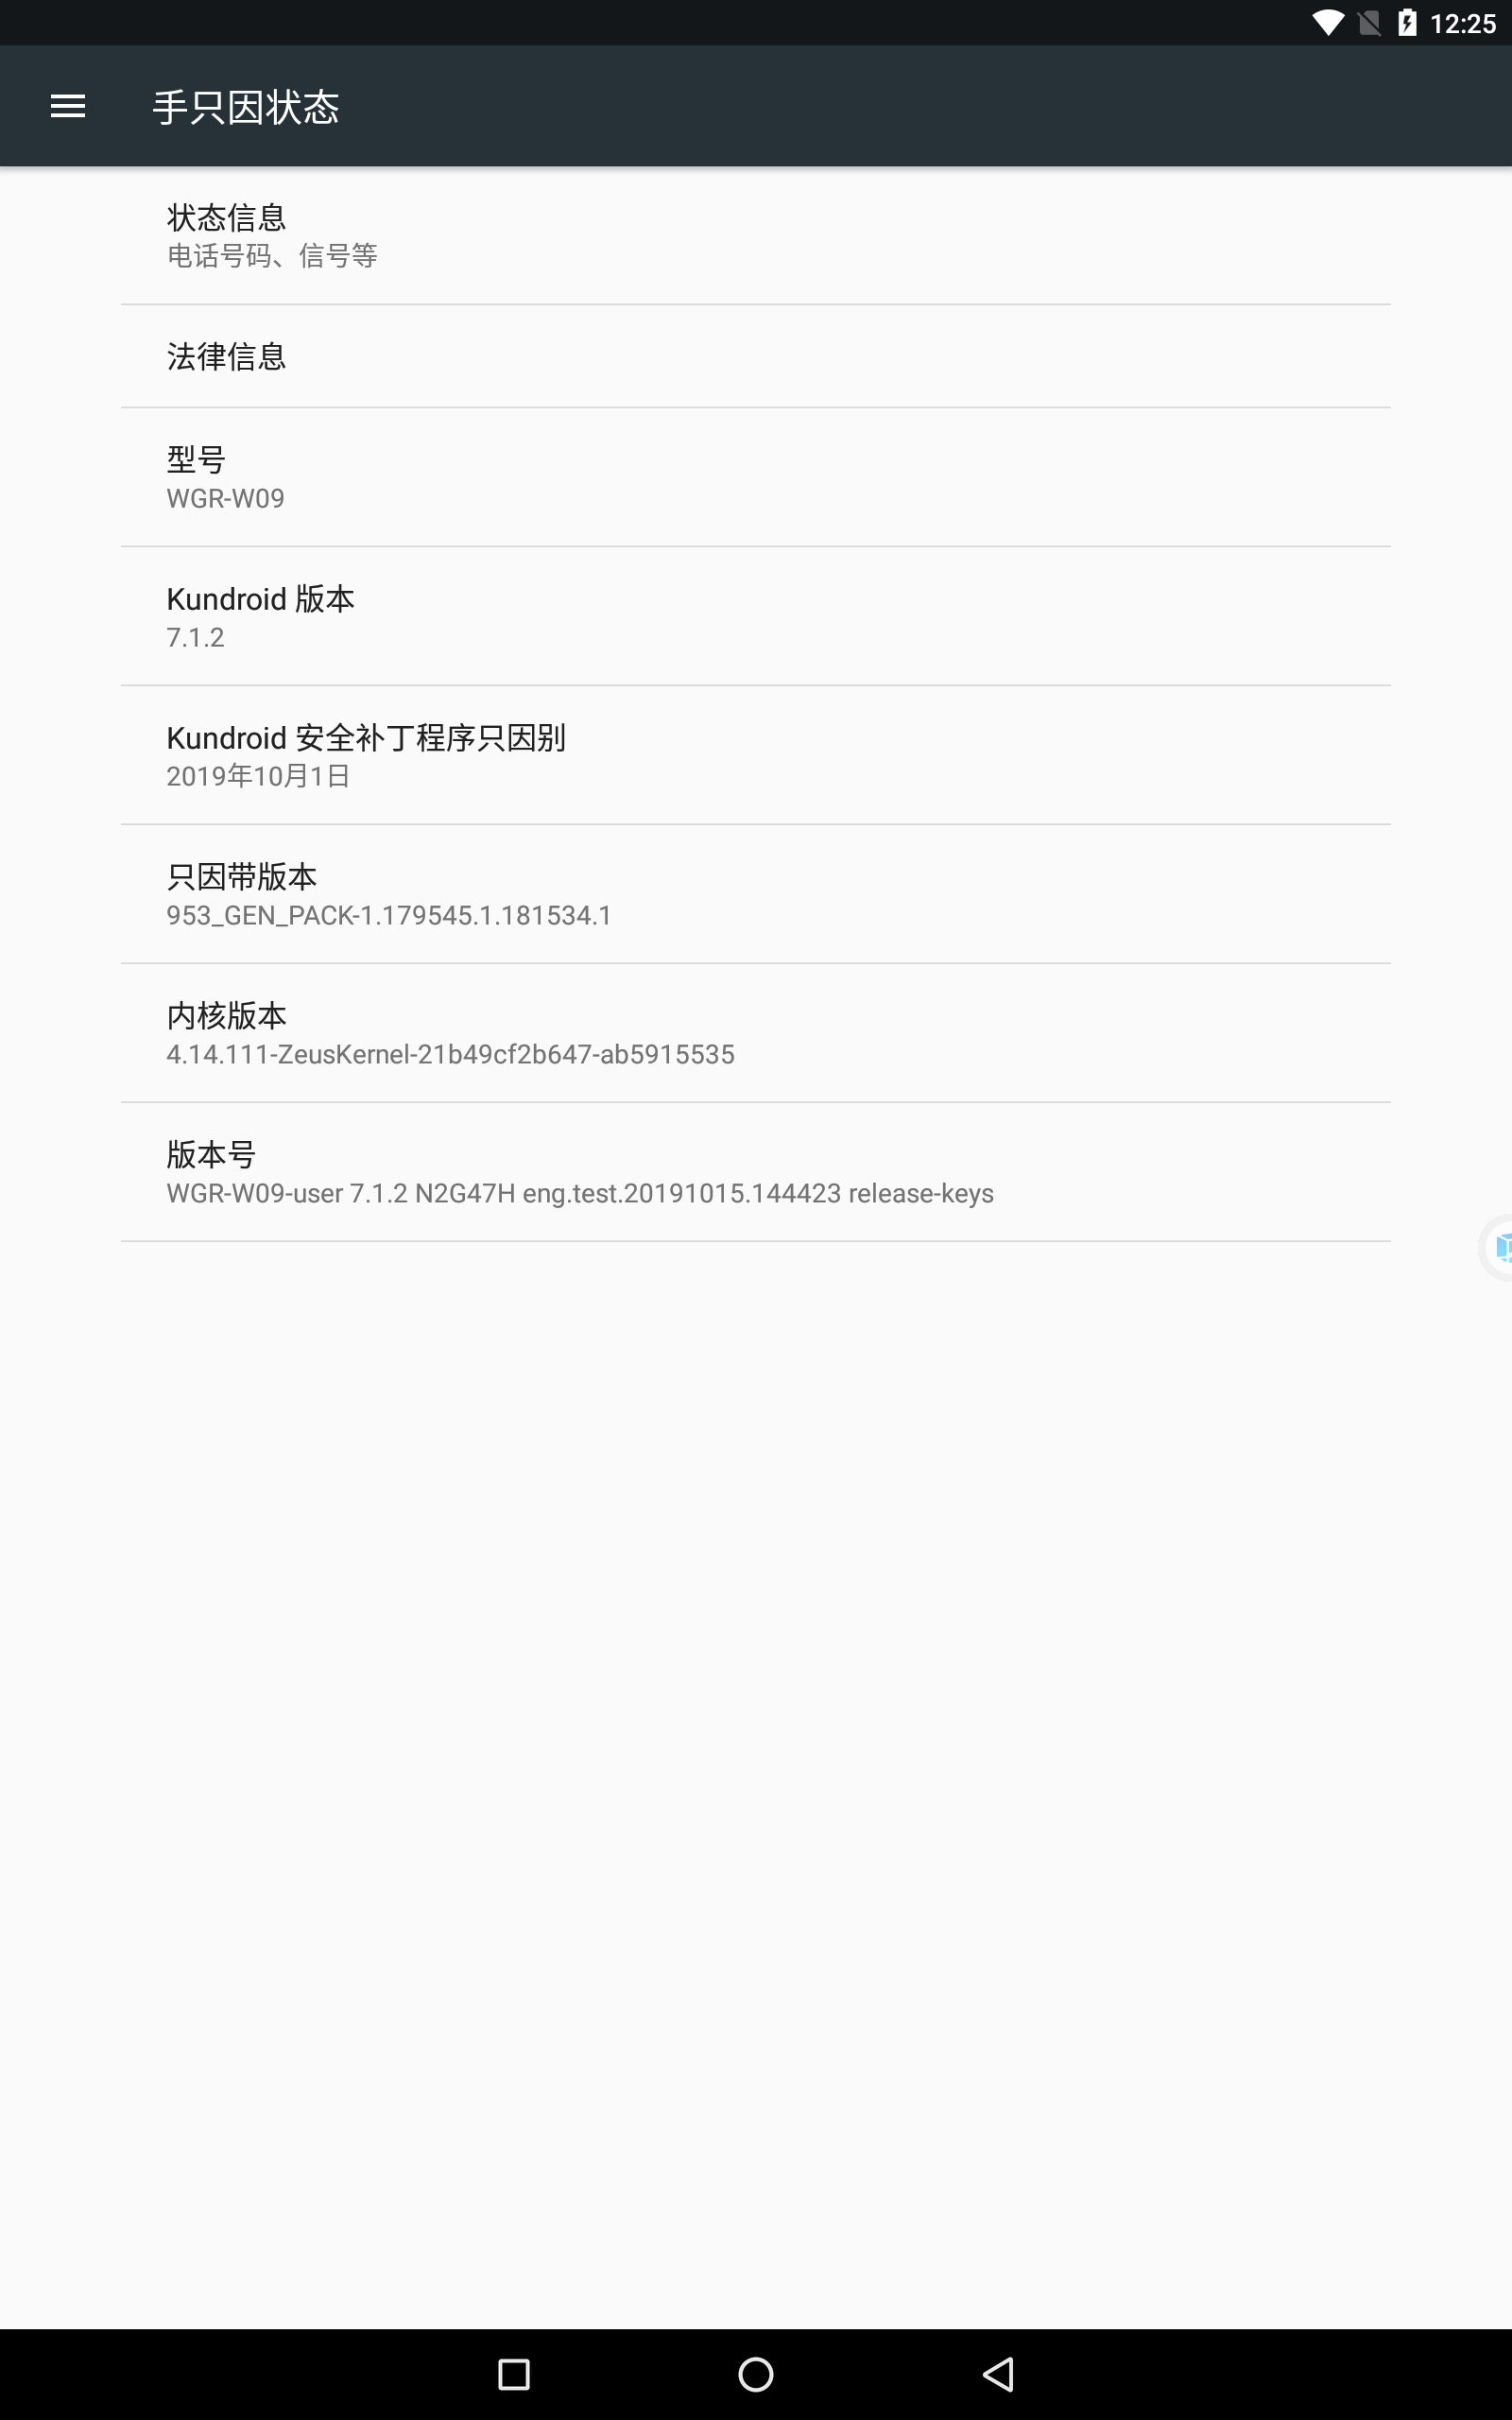 12:25
手只因状态
状态信息
电话号码、信号等
法律信息
型号
WGR-W09
Kundroid 版本
7.1.2
Kundroid 安全补丁程序只因别
2019年10月1日
只因带版本
953_GEN_PACK-1.179545.1.181534.1
内核版本
4.14.111-ZeusKernel-21b49cf2b647-ab5915535
版本号
WGR-W09-user 7.1.2 N2G47H eng.test.20191015.144423 release-keys